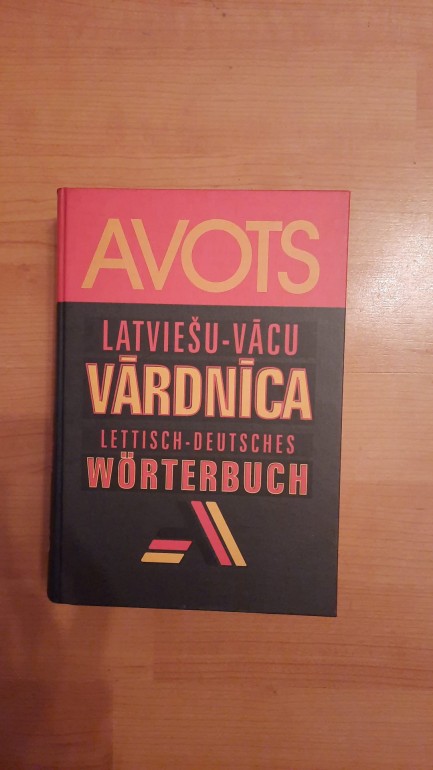 AVOTS
LATVIEŠU-VĀCU
VĀRDNĪCA
LETTISCH-DEUTSCHES
WÖRTERBUCH